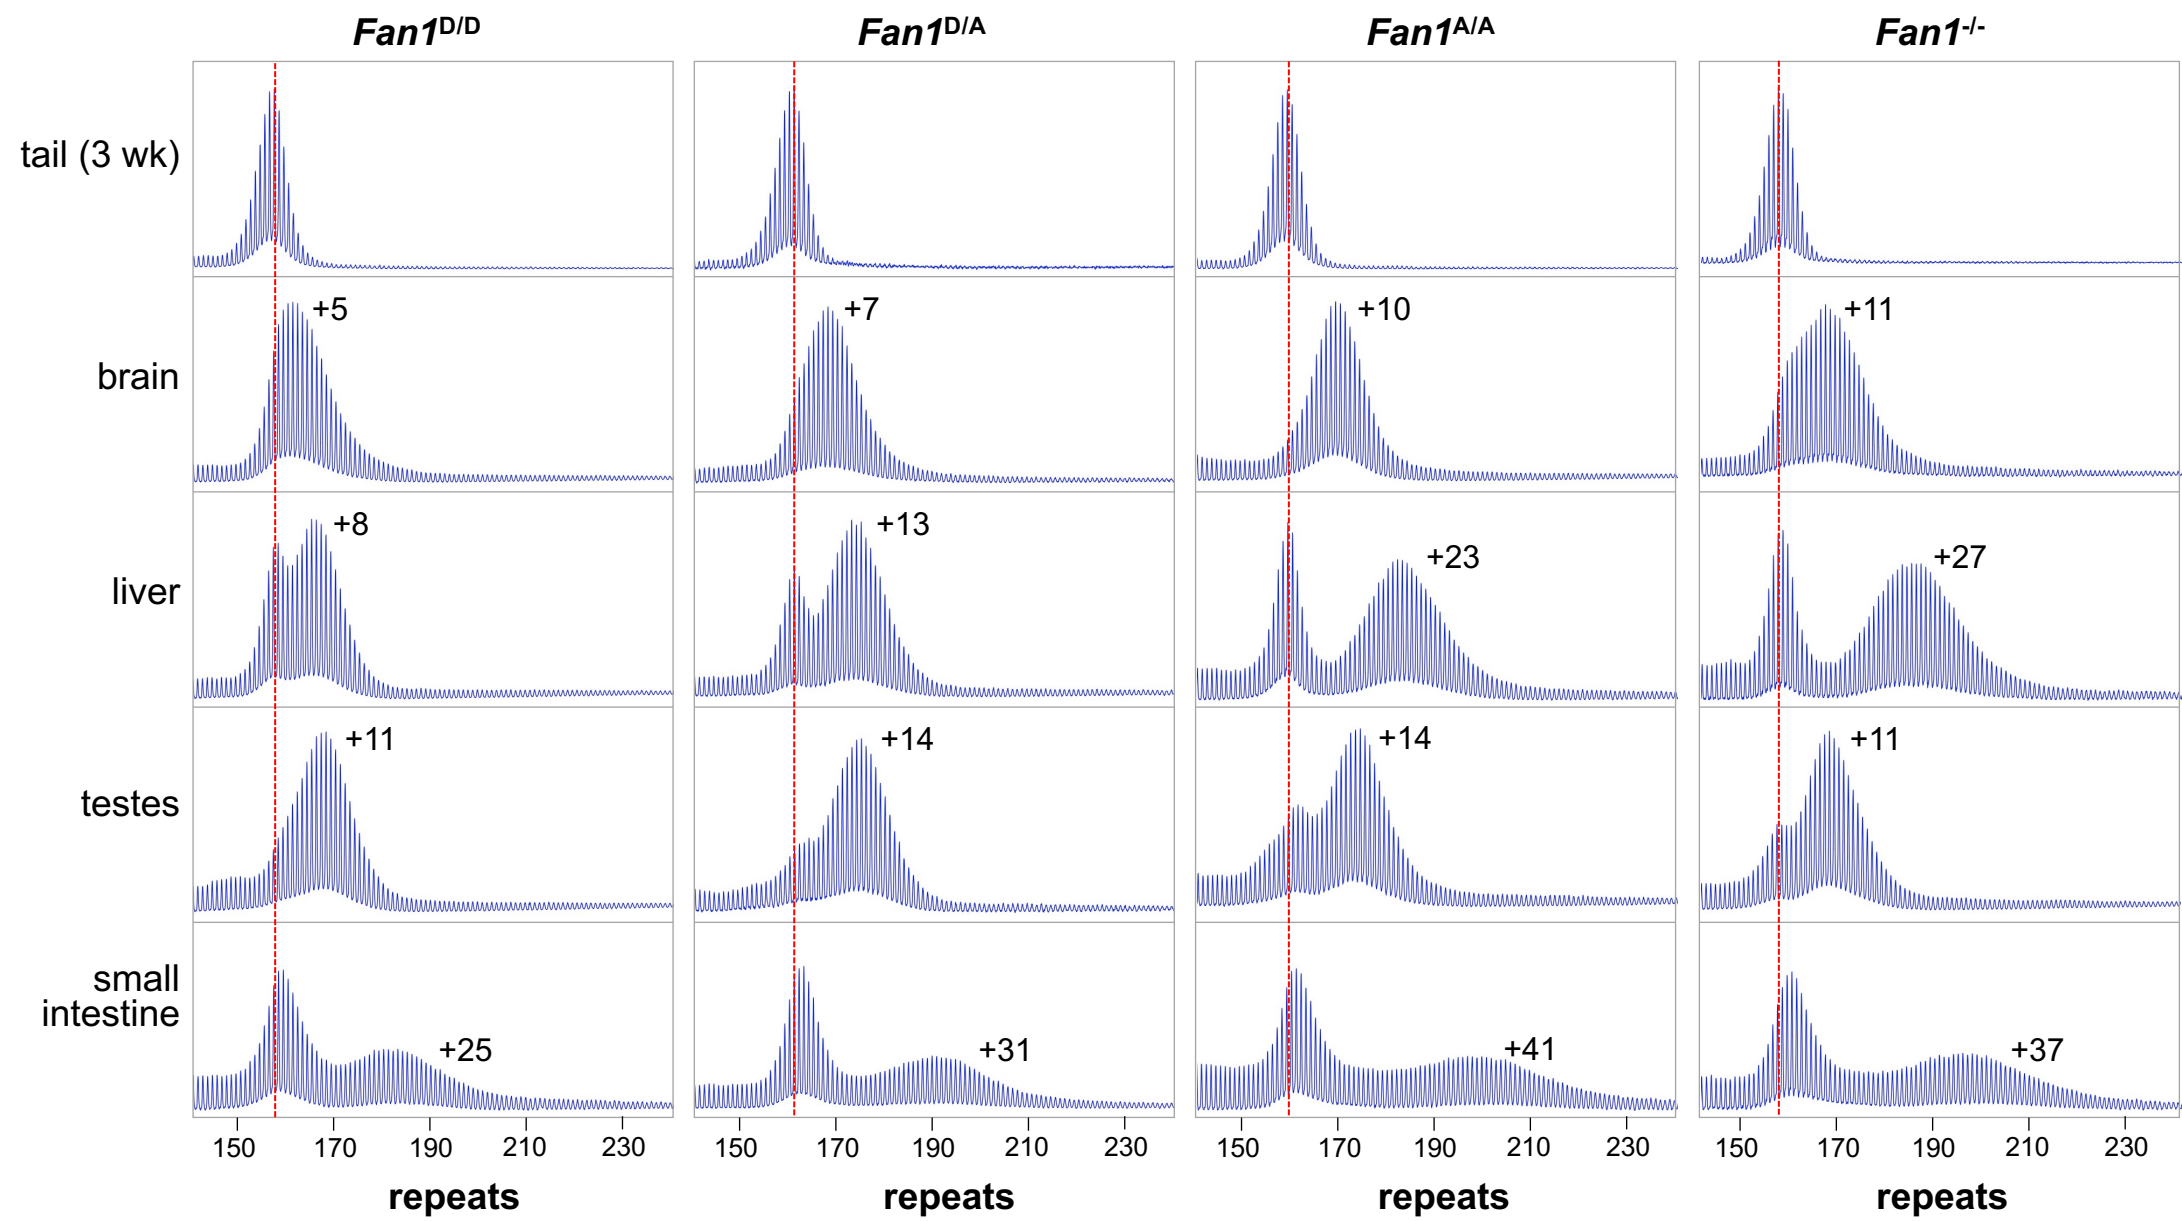 Fan1D/D Fan1D/A Fan1A/A Fan1-/-
tail (3 wk)
brain +5 +7 +10 +11
liver +8 +13 +23 +27
testes +11 +14 +14 +11
small
intestine +25 +31 +41 +37
150 170 190 210 230 150 170 190 210 230 150 170 190 210 230 150 170 190 210 230
repeats repeats repeats repeats